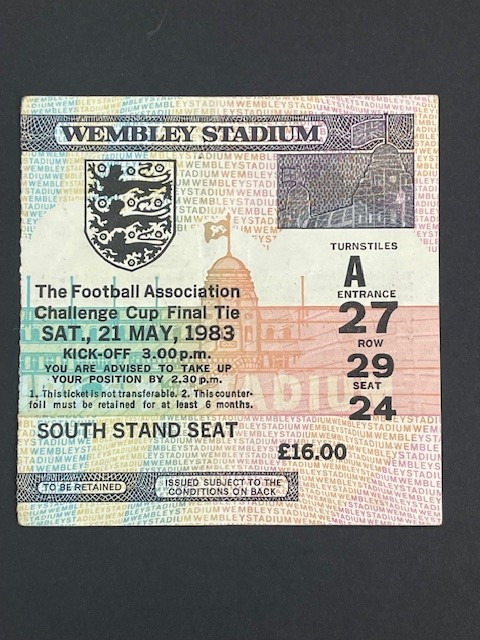 WEMBLEY STADIUM
TURNSTILES
A
ENTRANCE
27
ROW
29
SEAT
24
The Football Association
Challenge Cup Final Tie
SAT., 21 MAY, 1983
KICK-OFF 3.00 p.m.
YOU ARE ADVISED TO TAKE UP
YOUR POSITION BY 2.30 p.m.
1. This ticket is not transferable. 2. This counter-
foil must be retained for at least 6 months.
SOUTH STAND SEAT
£16.00
TO BE RETAINED
ISSUED SUBJECT TO THE
CONDITIONS ON BACK